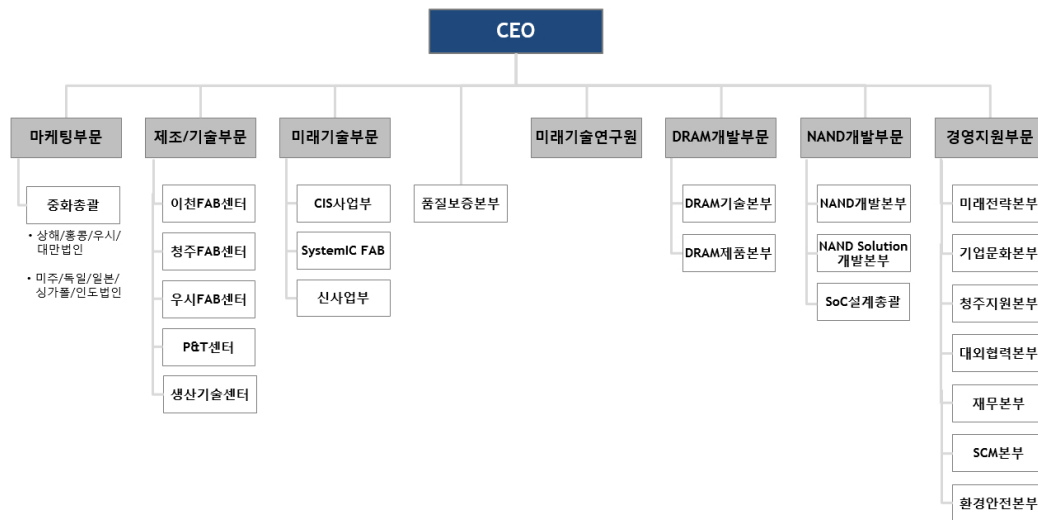 CEO
마케팅부문
제조/기술부문
미래기술부문
미래기술연구원
DRAM개발부문
NAND개발부문
경영지원부문
중화총괄
• 상해/홍콩/우시/
대만법인
• 미주/독일/일본/
싱가폴/인도법인
이천FAB센터
청주FAB센터
우시FAB센터
P&T센터
생산기술센터
CIS사업부
SystemIC FAB
신사업부
품질보증본부
DRAM기술본부
DRAM제품본부
NAND개발본부
NAND Solution
개발본부
SoC설계총괄
미래전략본부
기업문화본부
청주지원본부
대외협력본부
재무본부
SCM본부
환경안전본부